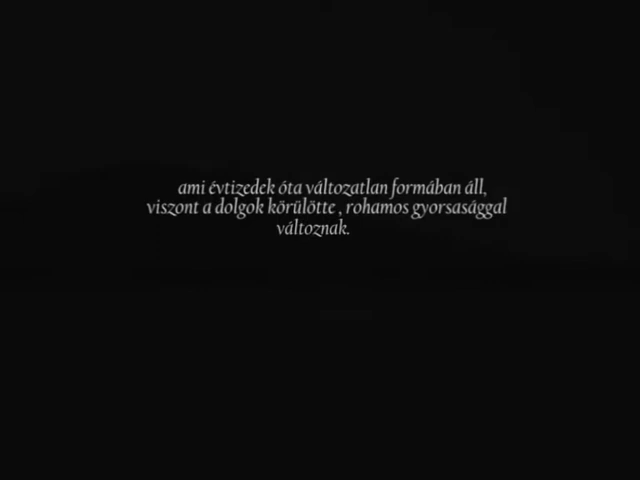 ami évtizedek óta változatlan formában áll,
viszont a dolgok körülötte , rohamos gyorsasággal
változnak.